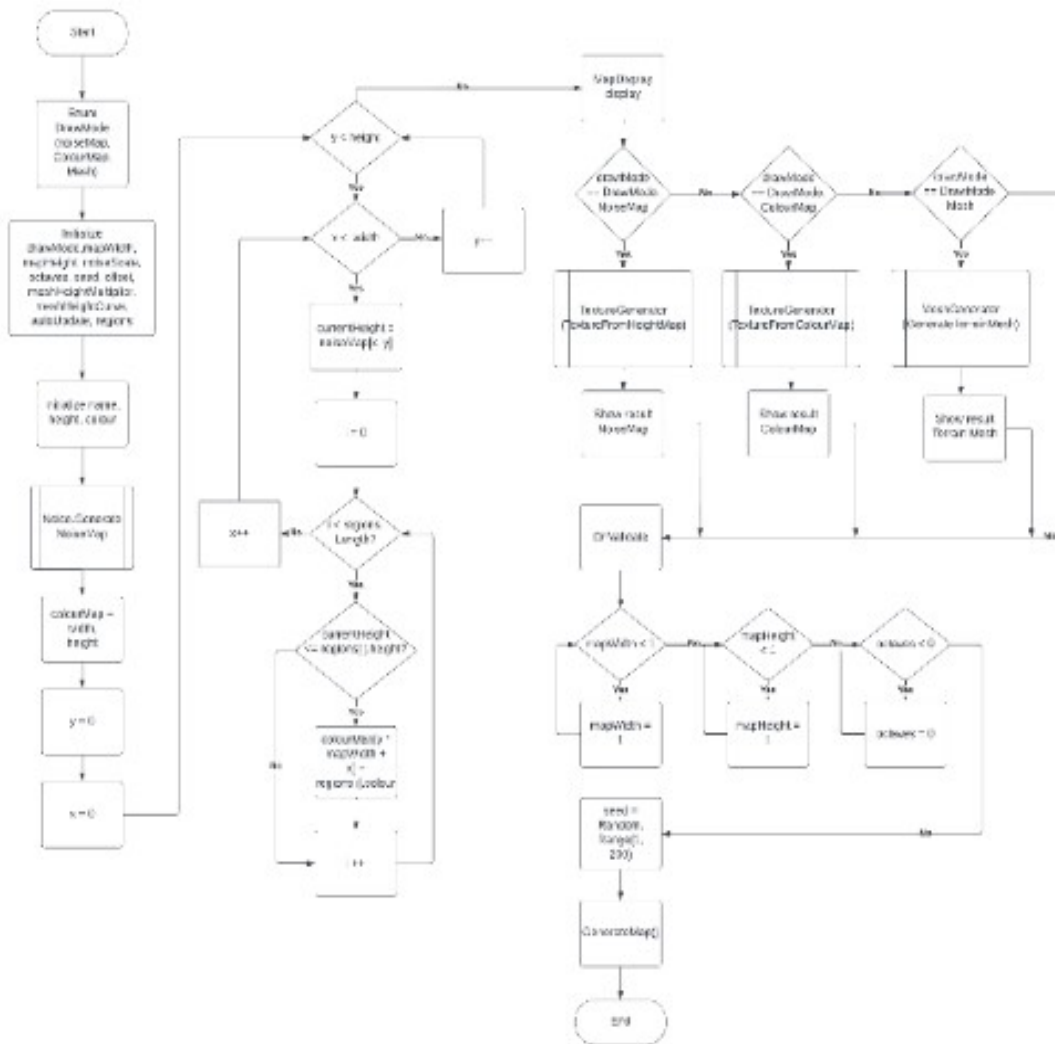 Start
Enum
DrawMode
(noiseMap,
ColourMap,
Mesh)
Initialize
DrawMode,mapWidth,
mapHeight, noiseScale,
octaves, seed, offset,
meshHeightMultiplier,
meshHeightCurve,
autoUpdate, regions
Initialize name,
height, colour
Noise.Generate
NoiseMap
colourMap =
width,
height
y = 0
x = 0
y < height
No
Yes
x < width
No
y++
Yes
currentHeight =
noiseMap[x, y]
i = 0
x++
No
i < regions.
Length?
Yes
currentHeight
<= regions[i].height?
Yes
No
mapWidth +
i++
MapDisplay
display
drawMode
== DrawMode.
NoiseMap
No
drawMode
== DrawMode.
ColourMap
No
drawMode
== DrawMode.
Mesh
Yes
Yes
Yes
TextureGenerator
(TextureFromHeightMap)
TextureGenerator
(TextureFromColourMap)
MeshGenerator
(GenerateTerrainMesh)
Show result
NoiseMap
Show result
ColourMap
Show result
Terrain Mesh
OnValidate
No
mapWidth < 1
No
mapHeight
< 1
No
octaves < 0
Yes
Yes
Yes
mapWidth =
1
mapHeight =
1
octaves = 0
seed =
Random,
Range(1,
200)
No
GenerateMap()
End